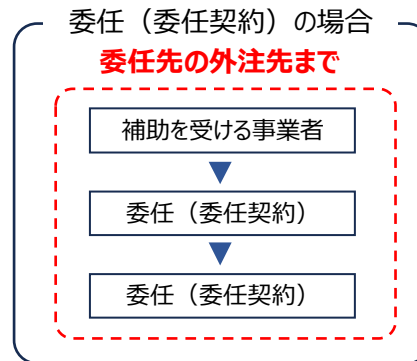 委任（委任契約）の場合
委任先の外注先まで
補助を受ける事業者
委任（委任契約）
委任（委任契約）